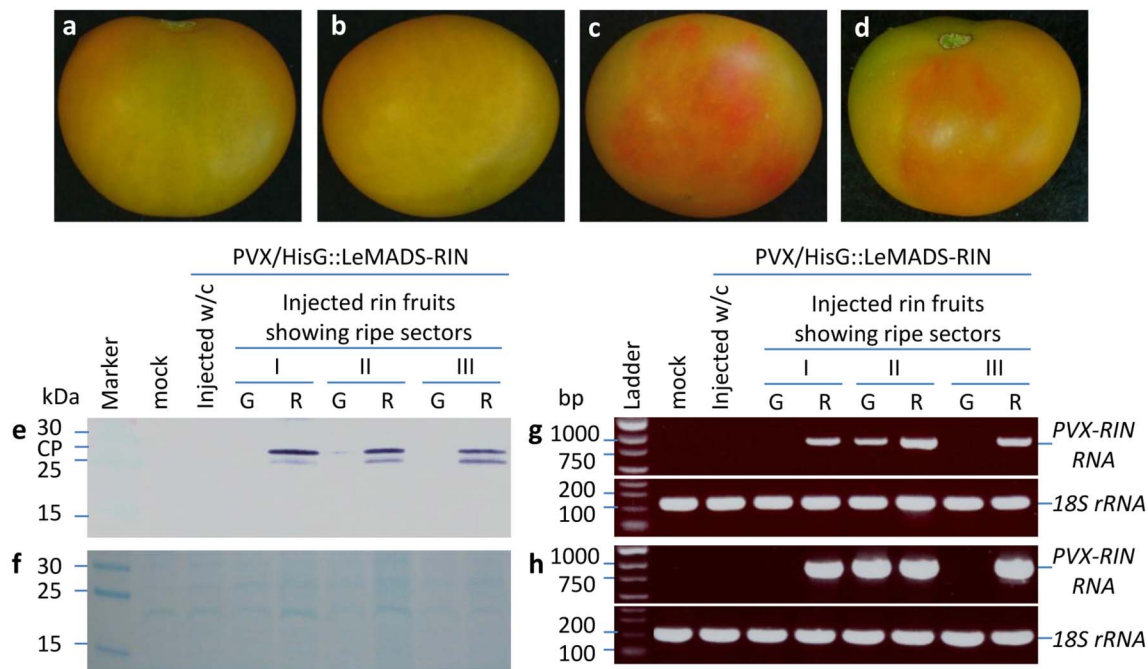 a
b
c
d
PVX/HisG::LeMADS-RIN
Marker
mock
Injected w/c
Injected rin fruits
showing ripe sectors
I II III
kDa
G R G R G R
e
30
CP
25
15
f
30
25
15
PVX/HisG::LeMADS-RIN
Ladder
mock
Injected w/c
Injected rin fruits
showing ripe sectors
I II III
bp
G R G R G R
g
1000
750
PVX-RIN
RNA
200
100
18S rRNA
h
1000
750
PVX-RIN
RNA
200
100
18S rRNA